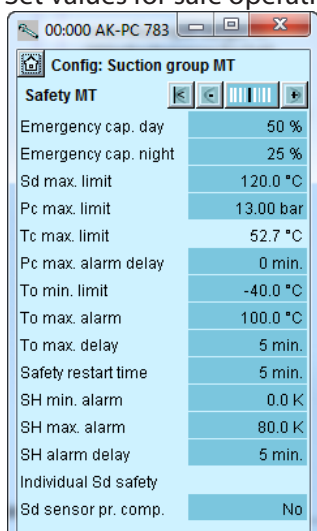 Set values for safe operati
00:000 AK-PC 783
Config: Suction group MT
Safety MT
Emergency cap. day 50 %
Emergency cap. night 25 %
Sd max. limit 120.0 °C
Pc max. limit 13.00 bar
Tc max. limit 52.7 °C
Pc max. alarm delay 0 min.
To min. limit -40.0 °C
To max. alarm 100.0 °C
To max. delay 5 min.
Safety restart time 5 min.
SH min. alarm 0.0 K
SH max. alarm 80.0 K
SH alarm delay 5 min.
Individual Sd safety
Sd sensor pr. comp. No